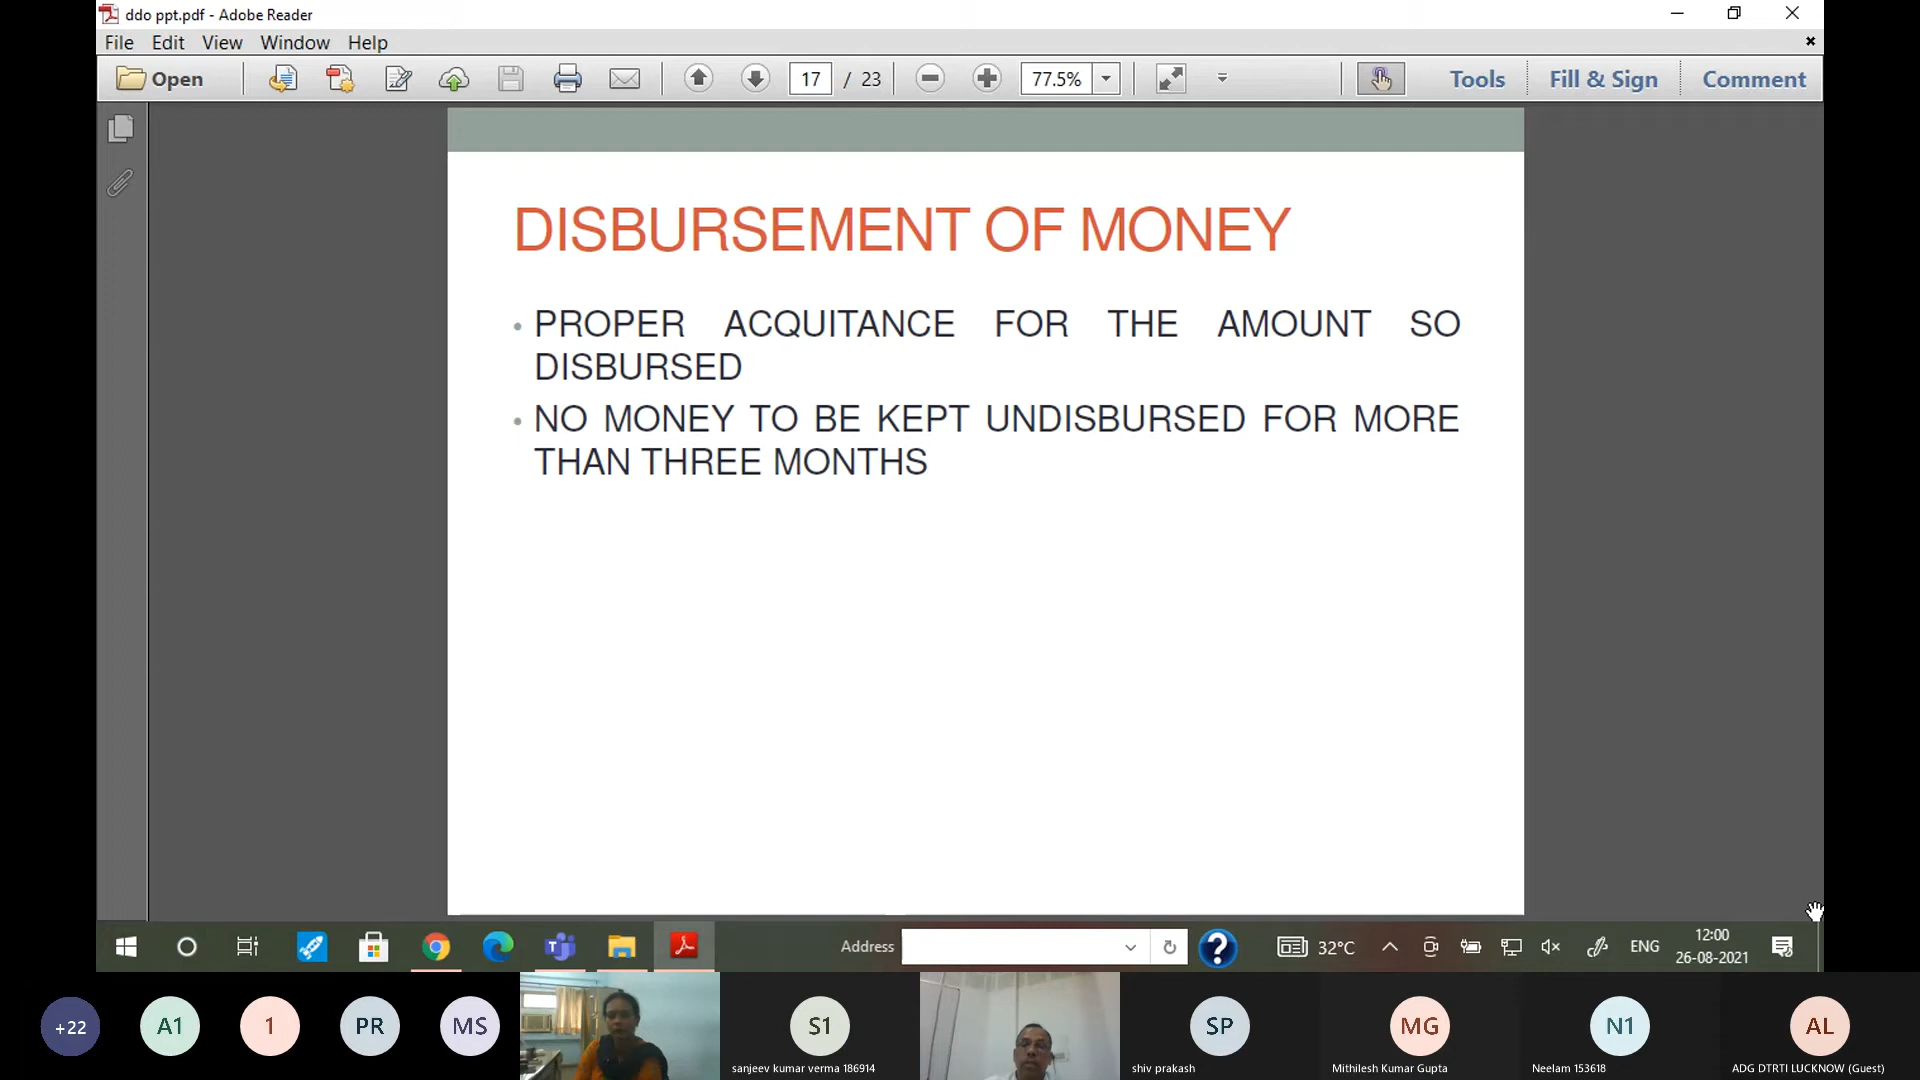 ddo ppt.pdf - Adobe Reader
File Edit View Window Help
Open 17 / 23 77.5% Tools Fill & Sign Comment
DISBURSEMENT OF MONEY
• PROPER ACQUITANCE FOR THE AMOUNT SO
DISBURSED
• NO MONEY TO BE KEPT UNDISBURSED FOR MORE
THAN THREE MONTHS
Address 32°C ENG 12:00
26-08-2021
+22 A1 1 PR MS S1 SP MG N1 AL
sanjeev kumar verma 186914 shiv prakash Mithilesh Kumar Gupta Neelam 153618 ADG DTRTI LUCKNOW (Guest)